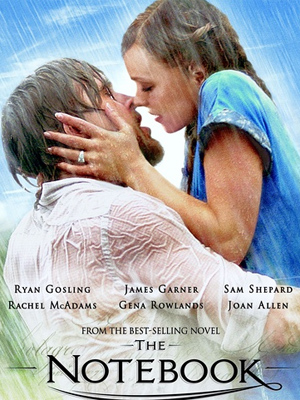 RYAN GOSLING JAMES GARNER SAM SHEPARD
RACHEL MCADAMS GENA ROWLANDS JOAN ALLEN
FROM THE BEST-SELLING NOVEL
THE
NOTEBOOK